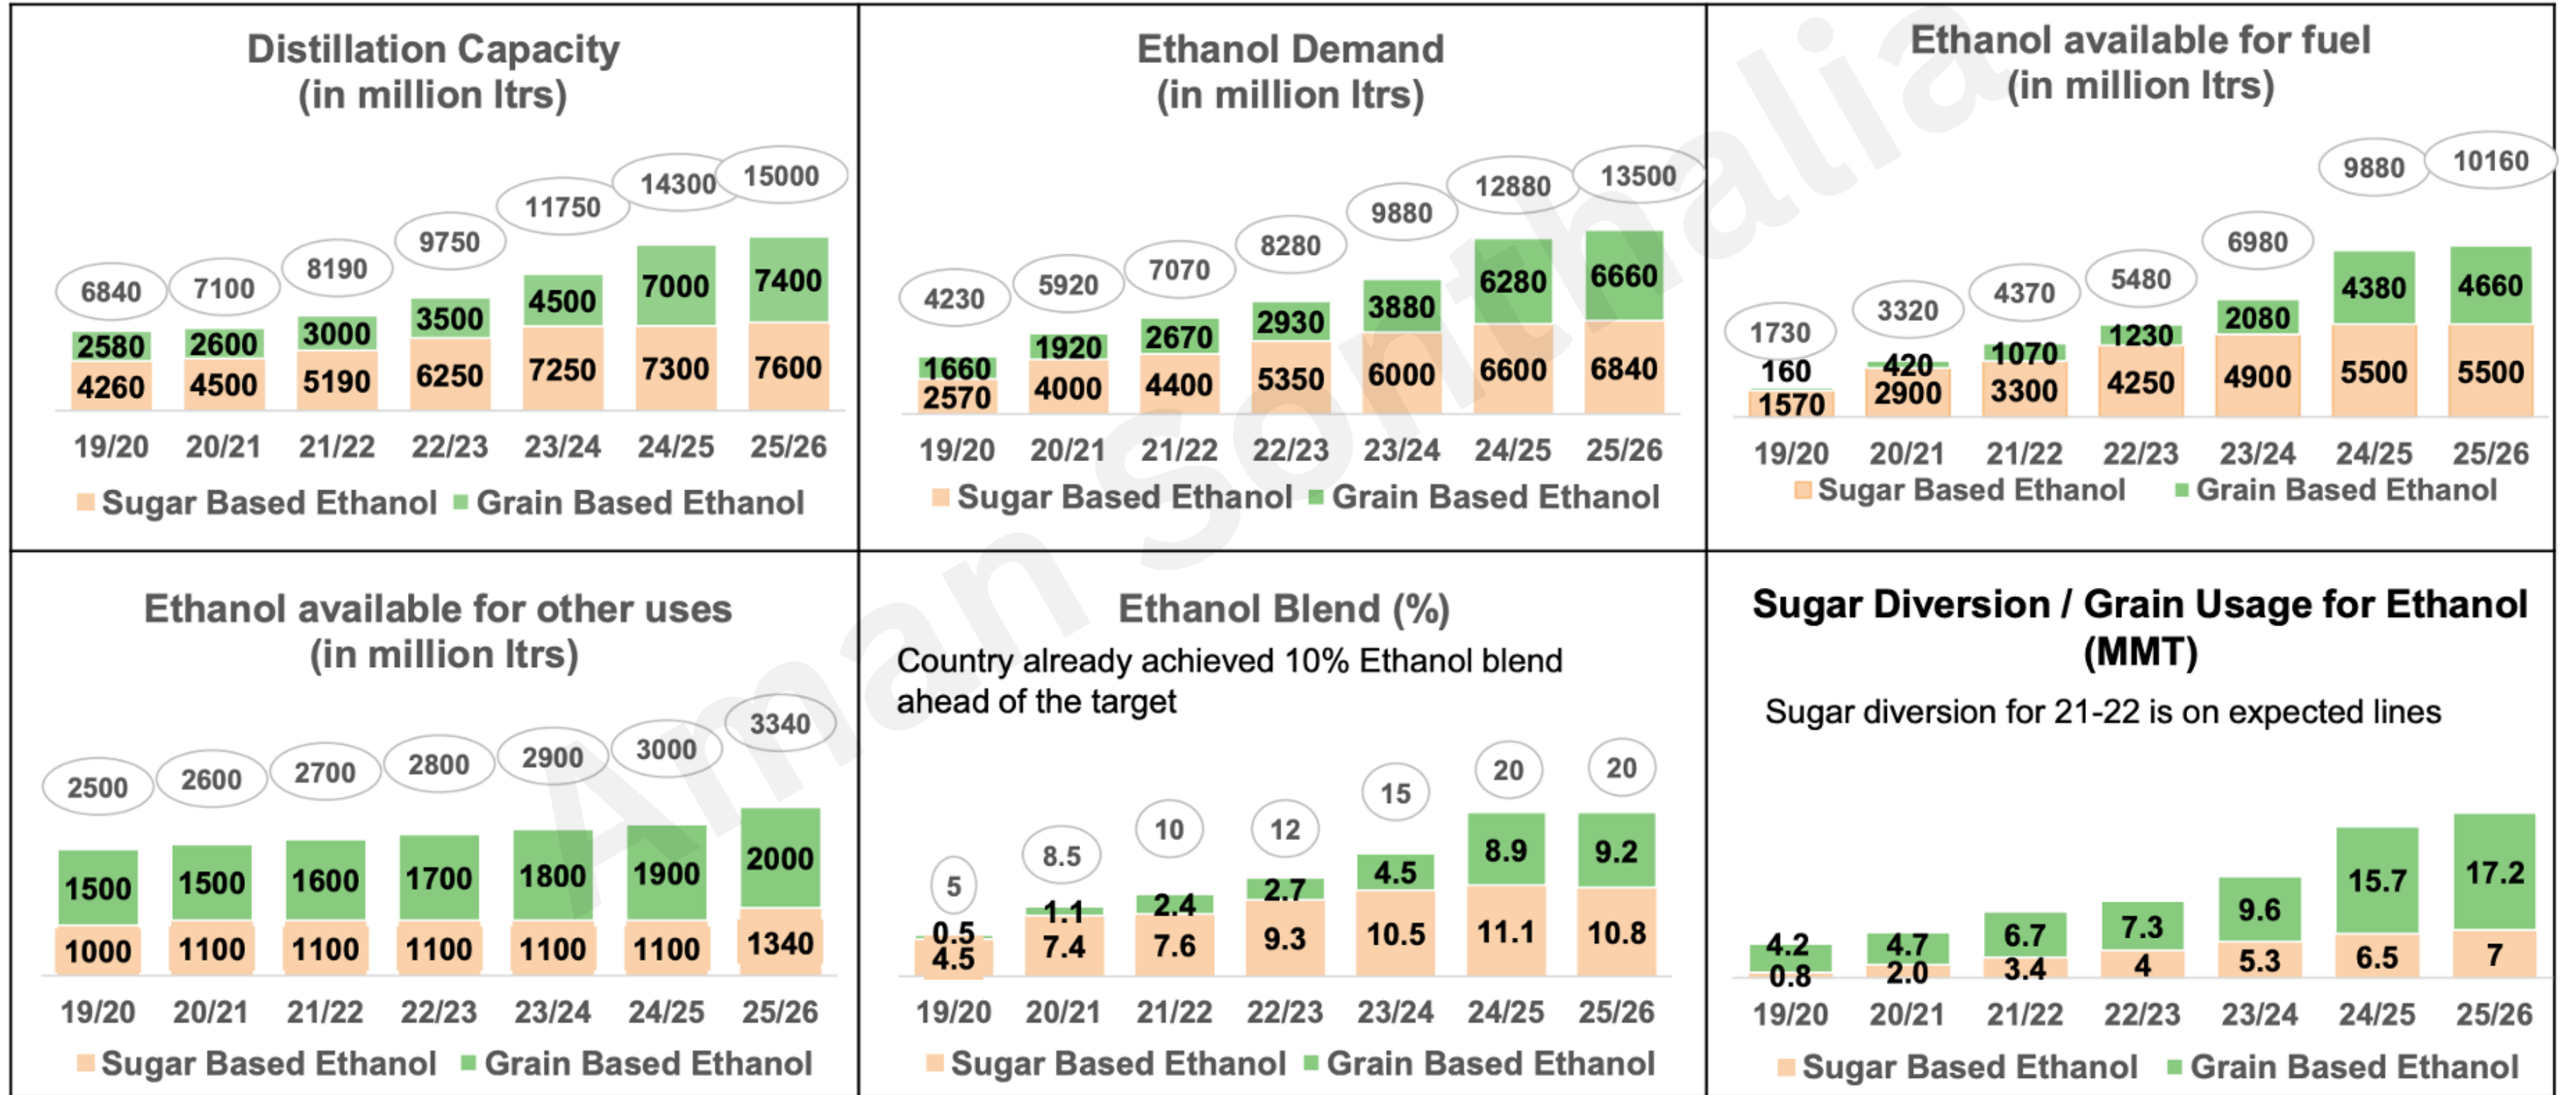 Distillation Capacity
(in million ltrs)
6840 7100 8190 9750 11750 14300 15000
2580 2600 3000 3500 4500 7000 7400
4260 4500 5190 6250 7250 7300 7600
19/20 20/21 21/22 22/23 23/24 24/25 25/26
Sugar Based Ethanol Grain Based Ethanol
Ethanol Demand
(in million ltrs)
4230 5920 7070 8280 9880 12880 13500
1660 1920 2670 2930 3880 6280 6660
2570 4000 4400 5350 6000 6600 6840
19/20 20/21 21/22 22/23 23/24 24/25 25/26
Sugar Based Ethanol Grain Based Ethanol
Ethanol available for fuel
(in million ltrs)
1730 3320 4370 5480 6980 9880 10160
160 420 1070 1230 2080 4380 4660
1570 2900 3300 4250 4900 5500 5500
19/20 20/21 21/22 22/23 23/24 24/25 25/26
Sugar Based Ethanol Grain Based Ethanol
Ethanol available for other uses
(in million ltrs)
2500 2600 2700 2800 2900 3000 3340
1500 1500 1600 1700 1800 1900 2000
1000 1100 1100 1100 1100 1100 1340
19/20 20/21 21/22 22/23 23/24 24/25 25/26
Sugar Based Ethanol Grain Based Ethanol
Ethanol Blend (%)
Country already achieved 10% Ethanol blend
ahead of the target
5 8.5 10 12 15 20 20
0.5 1.1 2.4 2.7 4.5 8.9 9.2
4.5 7.4 7.6 9.3 10.5 11.1 10.8
19/20 20/21 21/22 22/23 23/24 24/25 25/26
Sugar Based Ethanol Grain Based Ethanol
Sugar Diversion / Grain Usage for Ethanol
(MMT)
Sugar diversion for 21-22 is on expected lines
4.2 4.7 6.7 7.3 9.6 15.7 17.2
0.8 2.0 3.4 4 5.3 6.5 7
19/20 20/21 21/22 22/23 23/24 24/25 25/26
Sugar Based Ethanol Grain Based Ethanol
Aman Sonthalia